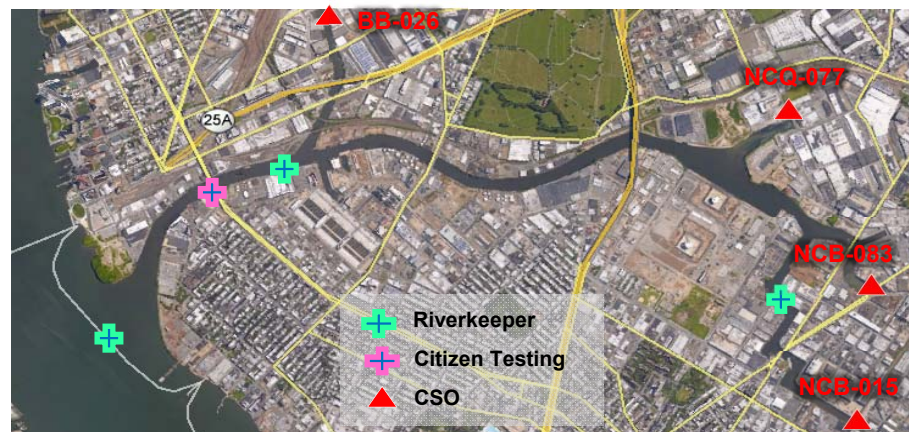 BB-026
NCQ-077
25A
NCB-083
Riverkeeper
Citizen Testing
CSO
NCB-015